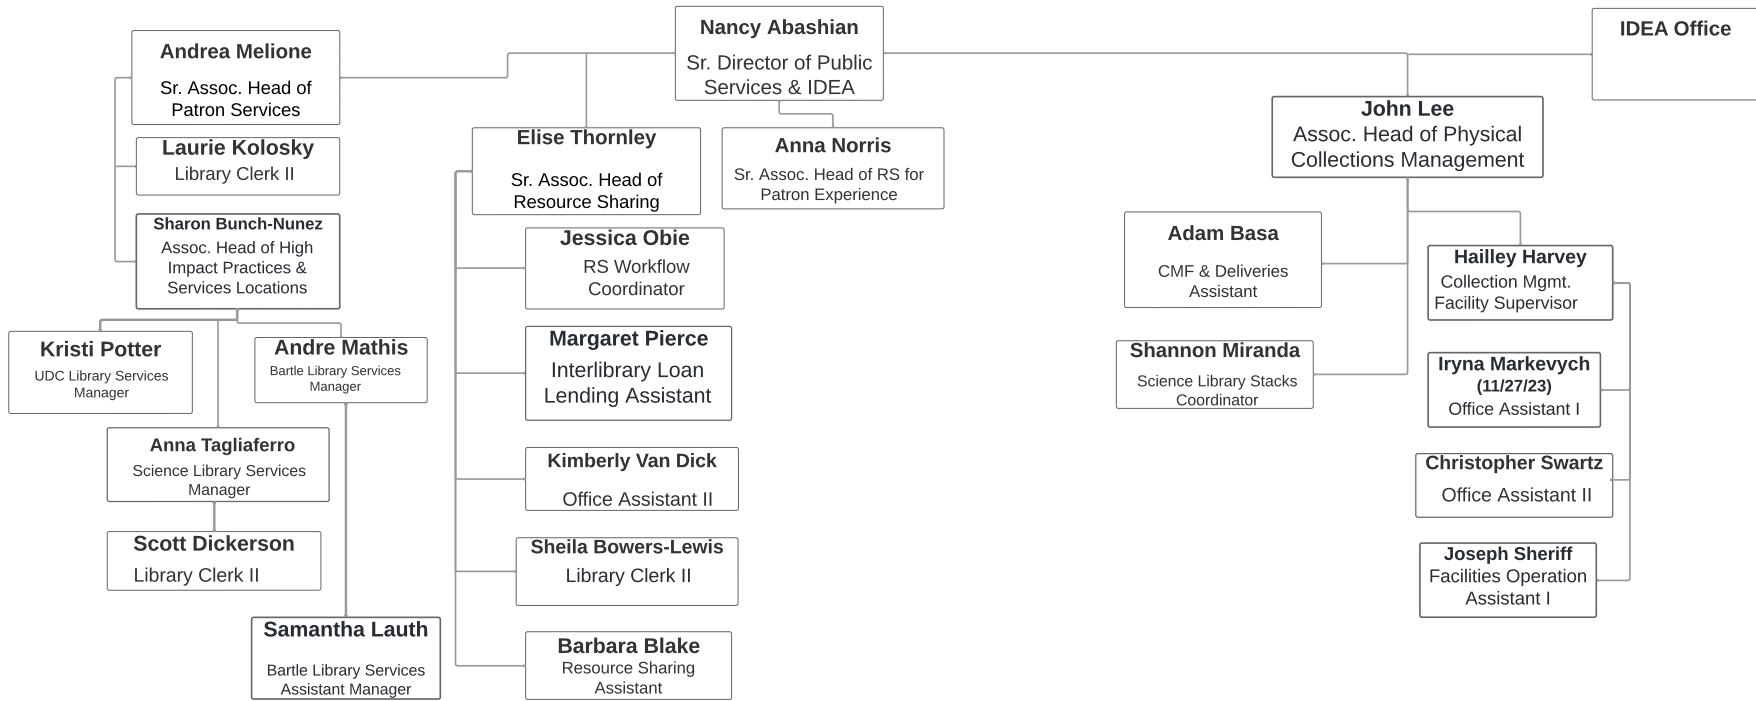 Nancy Abashian
Sr. Director of Public
Services & IDEA
IDEA Office
Andrea Melione
Sr. Assoc. Head of
Patron Services
Laurie Kolosky
Library Clerk II
Sharon Bunch-Nunez
Assoc. Head of High
Impact Practices &
Services Locations
Kristi Potter
UDC Library Services
Manager
Andre Mathis
Bartle Library Services
Manager
Anna Tagliaferro
Science Library Services
Manager
Scott Dickerson
Library Clerk II
Samantha Lauth
Bartle Library Services
Assistant Manager
Elise Thornley
Sr. Assoc. Head of
Resource Sharing
Jessica Obie
RS Workflow
Coordinator
Margaret Pierce
Interlibrary Loan
Lending Assistant
Kimberly Van Dick
Office Assistant II
Sheila Bowers-Lewis
Library Clerk II
Barbara Blake
Resource Sharing
Assistant
Anna Norris
Sr. Assoc. Head of RS for
Patron Experience
John Lee
Assoc. Head of Physical
Collections Management
Adam Basa
CMF & Deliveries
Assistant
Shannon Miranda
Science Library Stacks
Coordinator
Hailley Harvey
Collection Mgmt.
Facility Supervisor
Iryna Markevych
(11/27/23)
Office Assistant I
Christopher Swartz
Office Assistant II
Joseph Sheriff
Facilities Operation
Assistant I